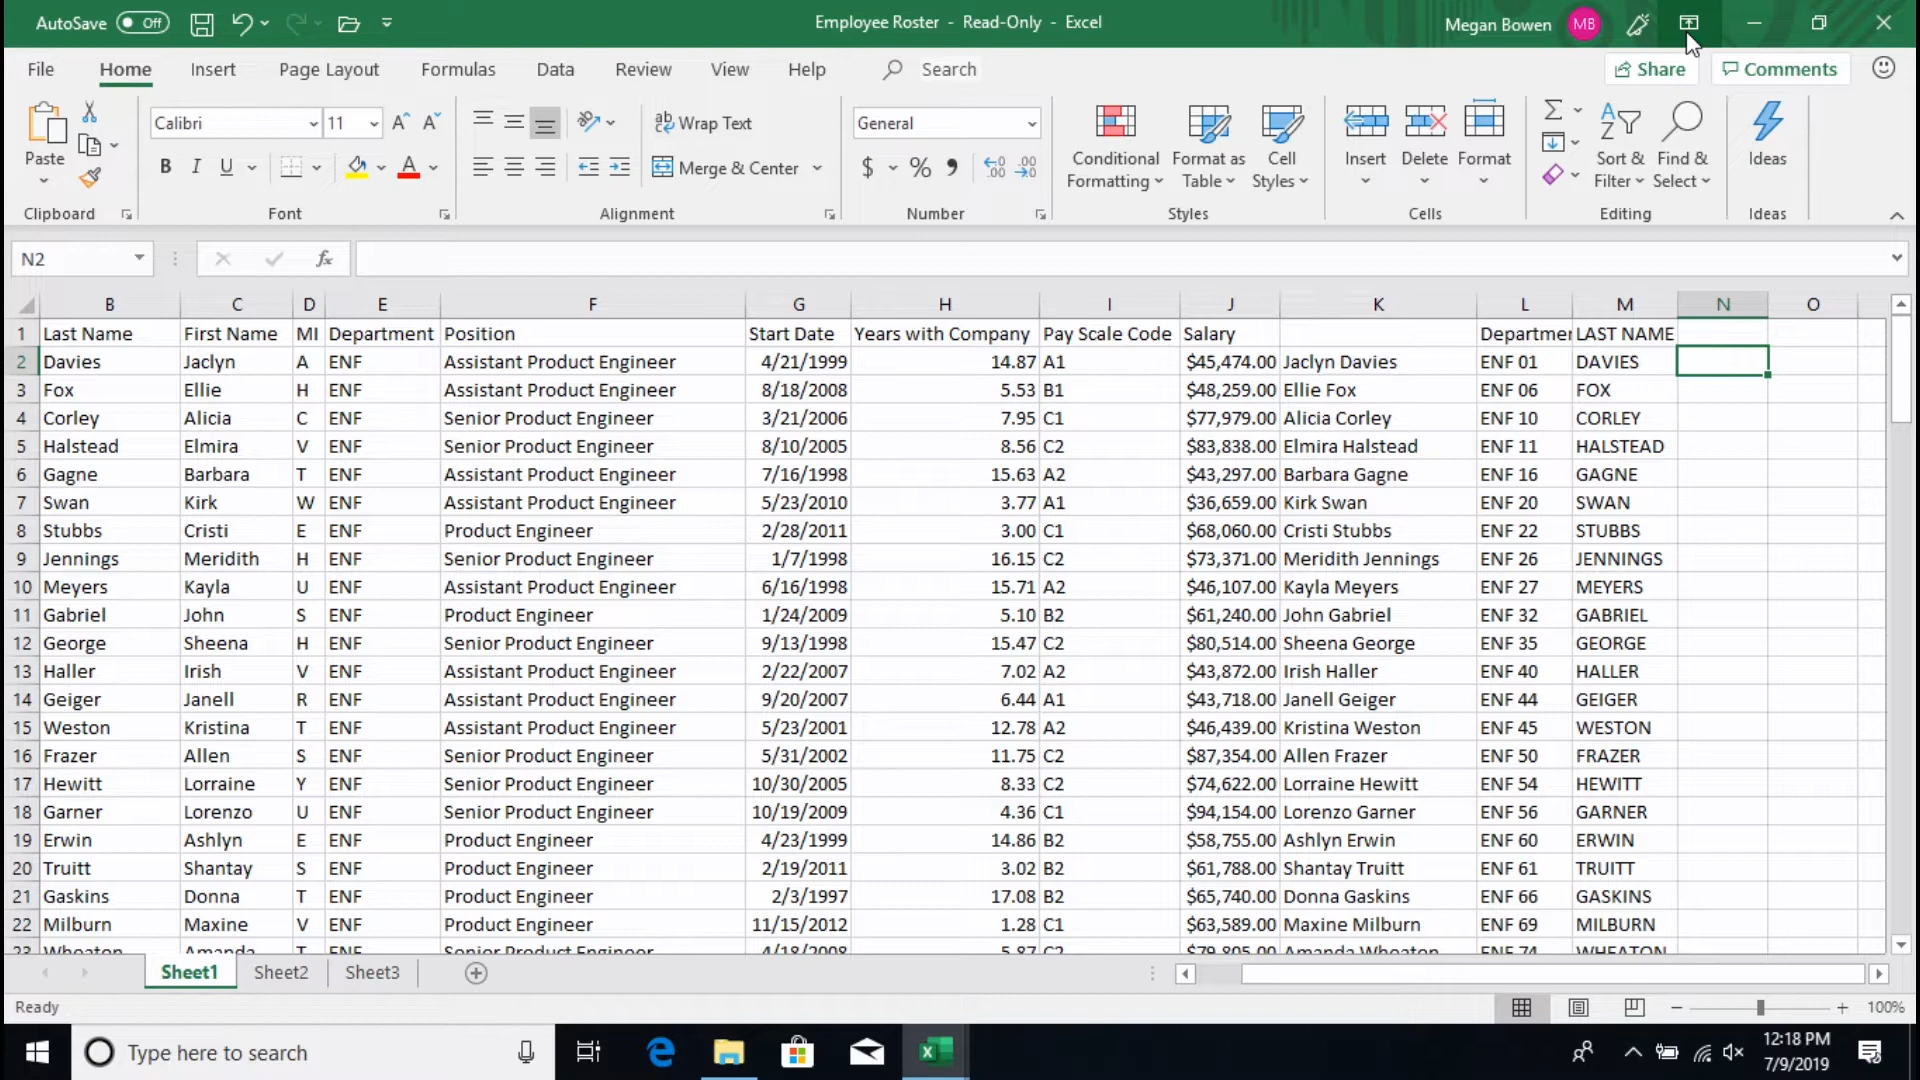 AutoSave Off Employee Roster - Read-Only - Excel Megan Bowen MB
File Home Insert Page Layout Formulas Data Review View Help Search Share Comments
Calibri 11 Wrap Text General
Paste B I U A Merge & Center $ % Conditional Formatting Format as Table Cell Styles Insert Delete Format Sort & Filter Find & Select Ideas
Clipboard Font Alignment Number Styles Cells Editing Ideas
N2 fx
B C D E F G H I J K L M N O
1 Last Name First Name MI Department Position Start Date Years with Company Pay Scale Code Salary Departmen LAST NAME
2 Davies Jaclyn A ENF Assistant Product Engineer 4/21/1999 14.87 A1 $45,474.00 Jaclyn Davies ENF 01 DAVIES
3 Fox Ellie H ENF Assistant Product Engineer 8/18/2008 5.53 B1 $48,259.00 Ellie Fox ENF 06 FOX
4 Corley Alicia C ENF Senior Product Engineer 3/21/2006 7.95 C1 $77,979.00 Alicia Corley ENF 10 CORLEY
5 Halstead Elmira V ENF Senior Product Engineer 8/10/2005 8.56 C2 $83,838.00 Elmira Halstead ENF 11 HALSTEAD
6 Gagne Barbara T ENF Assistant Product Engineer 7/16/1998 15.63 A2 $43,297.00 Barbara Gagne ENF 16 GAGNE
7 Swan Kirk W ENF Assistant Product Engineer 5/23/2010 3.77 A1 $36,659.00 Kirk Swan ENF 20 SWAN
8 Stubbs Cristi E ENF Product Engineer 2/28/2011 3.00 C1 $68,060.00 Cristi Stubbs ENF 22 STUBBS
9 Jennings Meridith H ENF Senior Product Engineer 1/7/1998 16.15 C2 $73,371.00 Meridith Jennings ENF 26 JENNINGS
10 Meyers Kayla U ENF Assistant Product Engineer 6/16/1998 15.71 A2 $46,107.00 Kayla Meyers ENF 27 MEYERS
11 Gabriel John S ENF Product Engineer 1/24/2009 5.10 B2 $61,240.00 John Gabriel ENF 32 GABRIEL
12 George Sheena H ENF Senior Product Engineer 9/13/1998 15.47 C2 $80,514.00 Sheena George ENF 35 GEORGE
13 Haller Irish V ENF Assistant Product Engineer 2/22/2007 7.02 A2 $43,872.00 Irish Haller ENF 40 HALLER
14 Geiger Janell R ENF Assistant Product Engineer 9/20/2007 6.44 A1 $43,718.00 Janell Geiger ENF 44 GEIGER
15 Weston Kristina T ENF Assistant Product Engineer 5/23/2001 12.78 A2 $46,439.00 Kristina Weston ENF 45 WESTON
16 Frazer Allen S ENF Senior Product Engineer 5/31/2002 11.75 C2 $87,354.00 Allen Frazer ENF 50 FRAZER
17 Hewitt Lorraine Y ENF Senior Product Engineer 10/30/2005 8.33 C2 $74,622.00 Lorraine Hewitt ENF 54 HEWITT
18 Garner Lorenzo U ENF Senior Product Engineer 10/19/2009 4.36 C1 $94,154.00 Lorenzo Garner ENF 56 GARNER
19 Erwin Ashlyn E ENF Product Engineer 4/23/1999 14.86 B2 $58,755.00 Ashlyn Erwin ENF 60 ERWIN
20 Truitt Shantay S ENF Product Engineer 2/19/2011 3.02 B2 $61,788.00 Shantay Truitt ENF 61 TRUITT
21 Gaskins Donna T ENF Product Engineer 2/3/1997 17.08 B2 $65,740.00 Donna Gaskins ENF 66 GASKINS
22 Milburn Maxine V ENF Product Engineer 11/15/2012 1.28 C1 $63,589.00 Maxine Milburn ENF 69 MILBURN
23 Wheaton Amanda T ENF Senior Product Engineer 4/18/2008 5.87 C2 $79,805.00 Amanda Wheaton ENF 74 WHEATON
Sheet1 Sheet2 Sheet3
Ready 100%
Type here to search 12:18 PM
7/9/2019